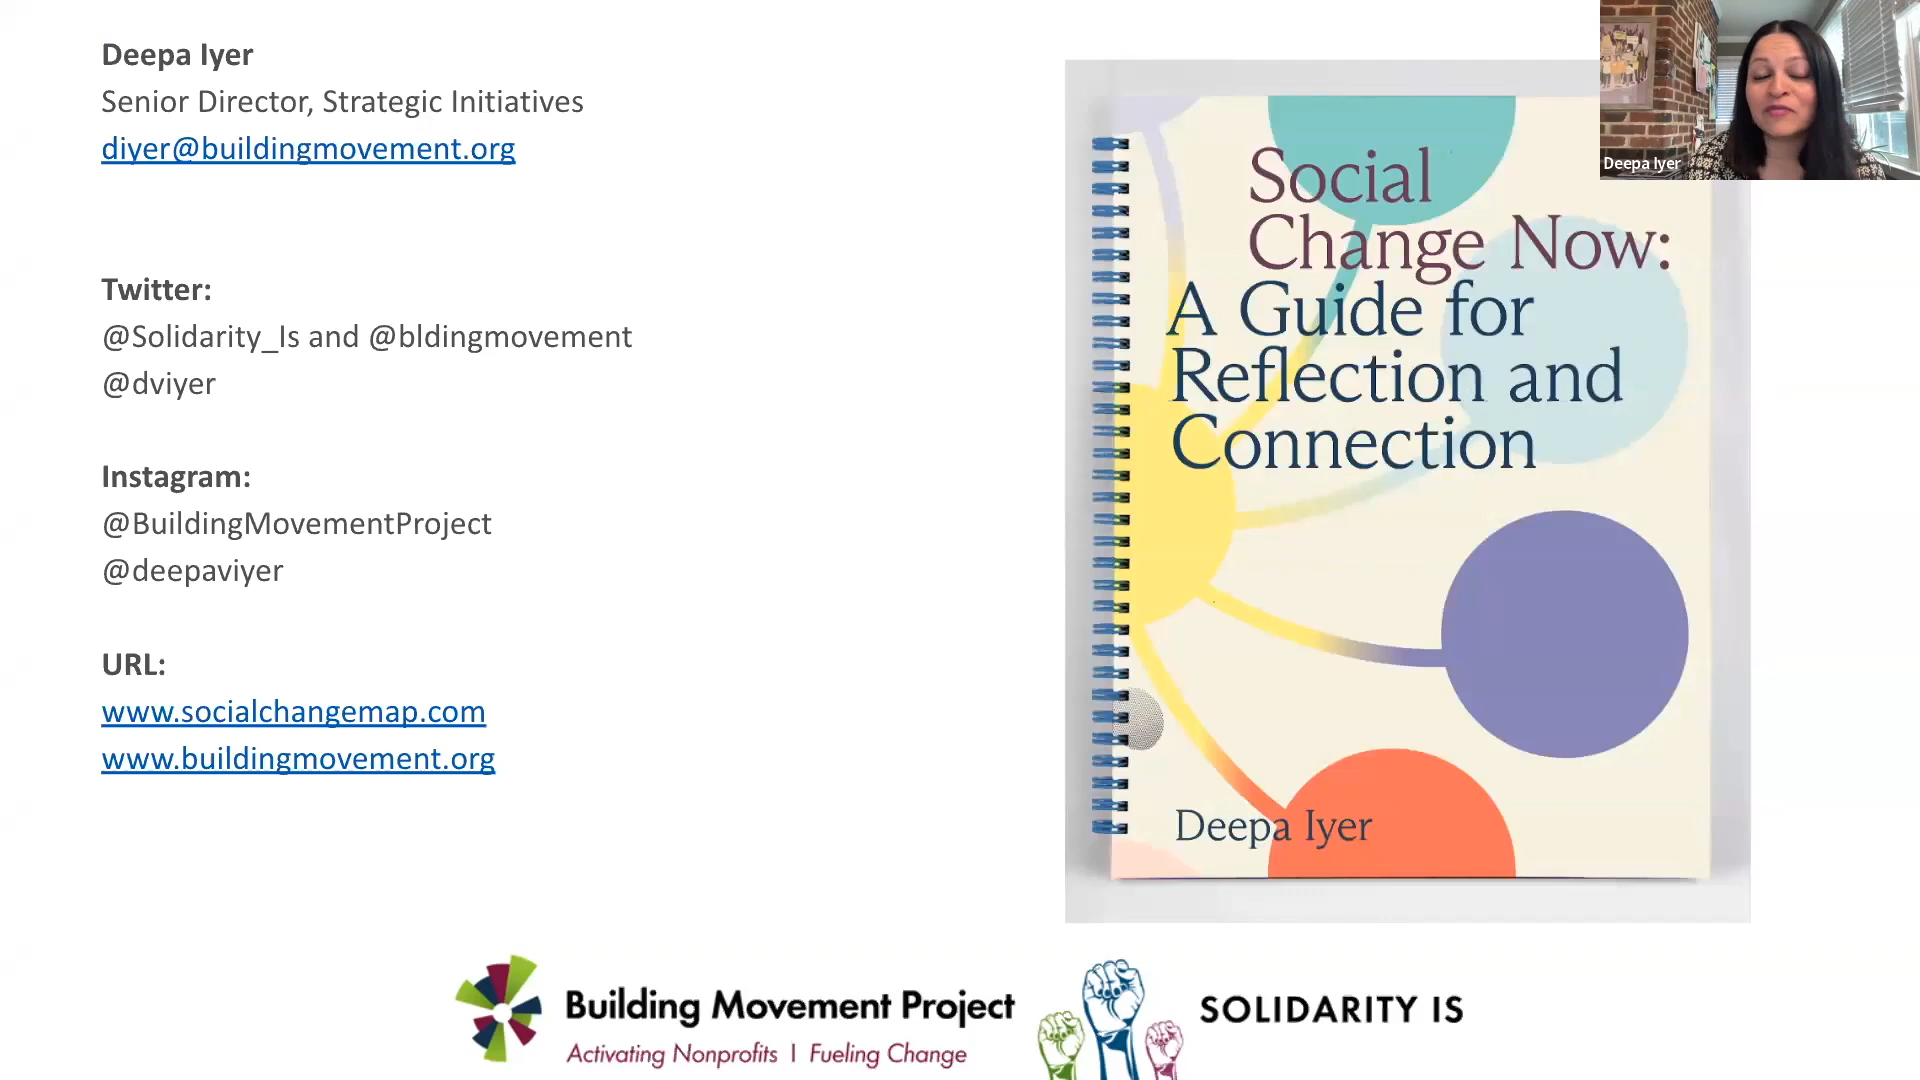 Deepa Iyer
Senior Director, Strategic Initiatives
diyer@buildingmovement.org
Twitter:
@Solidarity_Is and @bldingmovement
@dviyer
Instagram:
@BuildingMovementProject
@deepaviyer
URL:
www.socialchangemap.com
www.buildingmovement.org
Social
Change Now:
A Guide for
Reflection and
Connection
Deepa Iyer
Deepa Iyer
Building Movement Project
Activating Nonprofits | Fueling Change
SOLIDARITY IS